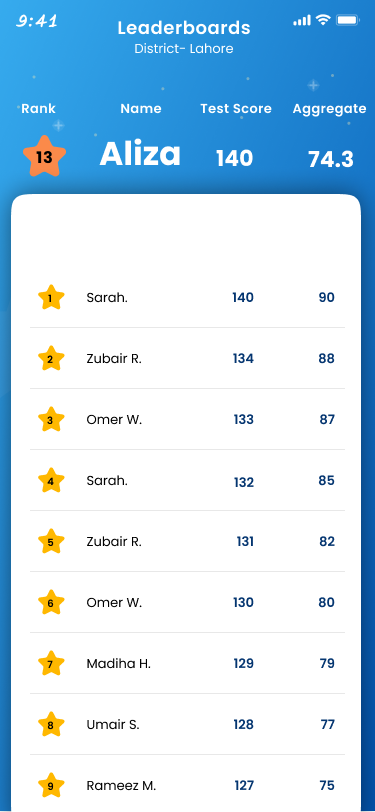 9:41
Leaderboards
District- Lahore
Rank Name Test Score Aggregate
13 Aliza 140 74.3
1 Sarah. 140 90
2 Zubair R. 134 88
3 Omer W. 133 87
4 Sarah. 132 85
5 Zubair R. 131 82
6 Omer W. 130 80
7 Madiha H. 129 79
8 Umair S. 128 77
9 Rameez M. 127 75